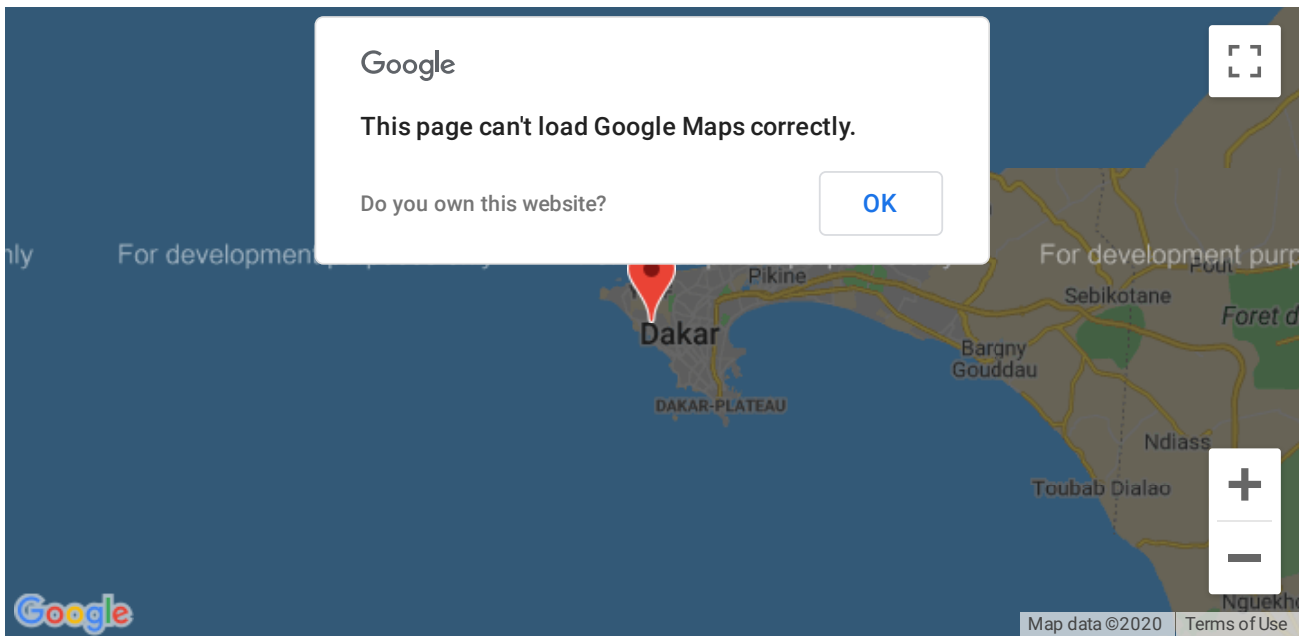 Google
This page can't load Google Maps correctly.
Do you own this website?
OK
nly
For development
For development purp
Pout
Pikine
Sebikotane
Foret d
Dakar
Bargny
Gouddau
DAKAR-PLATEAU
Ndiass
Toubab Dialao
Nguekho
Google
Map data ©2020
Terms of Use